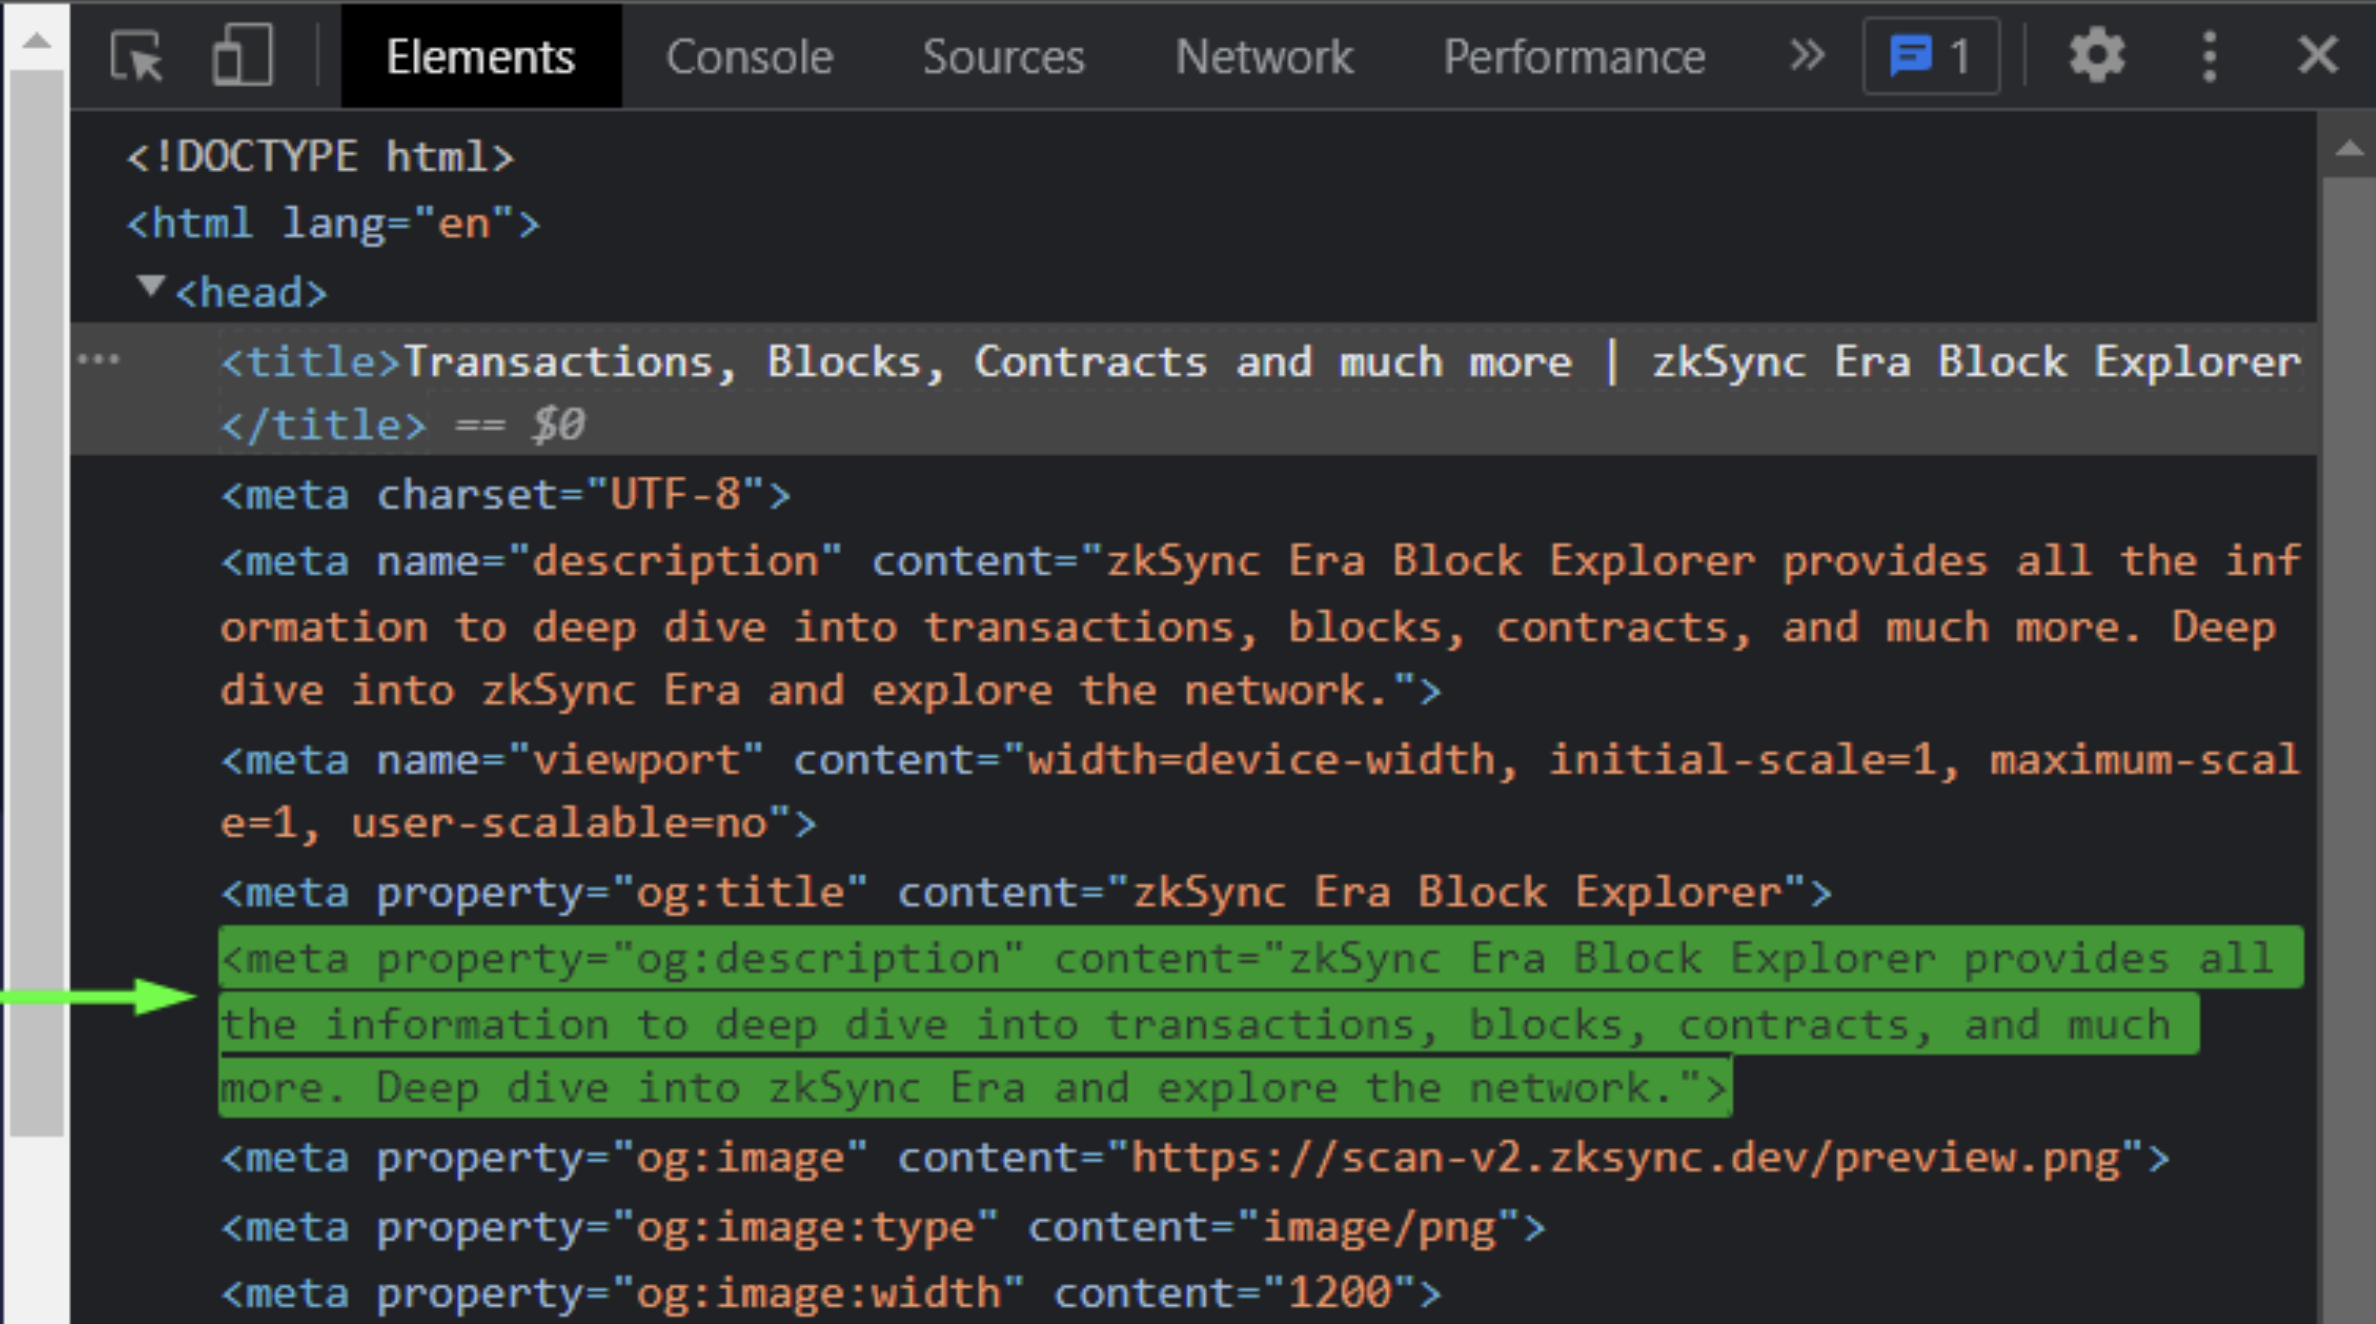 Elements Console Sources Network Performance » 1
<!DOCTYPE html>
<html lang="en">
<head>
<title>Transactions, Blocks, Contracts and much more | zkSync Era Block Explorer
</title> == $0
<meta charset="UTF-8">
<meta name="description" content="zkSync Era Block Explorer provides all the inf
ormation to deep dive into transactions, blocks, contracts, and much more. Deep
dive into zkSync Era and explore the network.">
<meta name="viewport" content="width=device-width, initial-scale=1, maximum-scal
e=1, user-scalable=no">
<meta property="og:title" content="zkSync Era Block Explorer">
<meta property="og:description" content="zkSync Era Block Explorer provides all
the information to deep dive into transactions, blocks, contracts, and much
more. Deep dive into zkSync Era and explore the network.">
<meta property="og:image" content="https://scan-v2.zksync.dev/preview.png">
<meta property="og:image:type" content="image/png">
<meta property="og:image:width" content="1200">